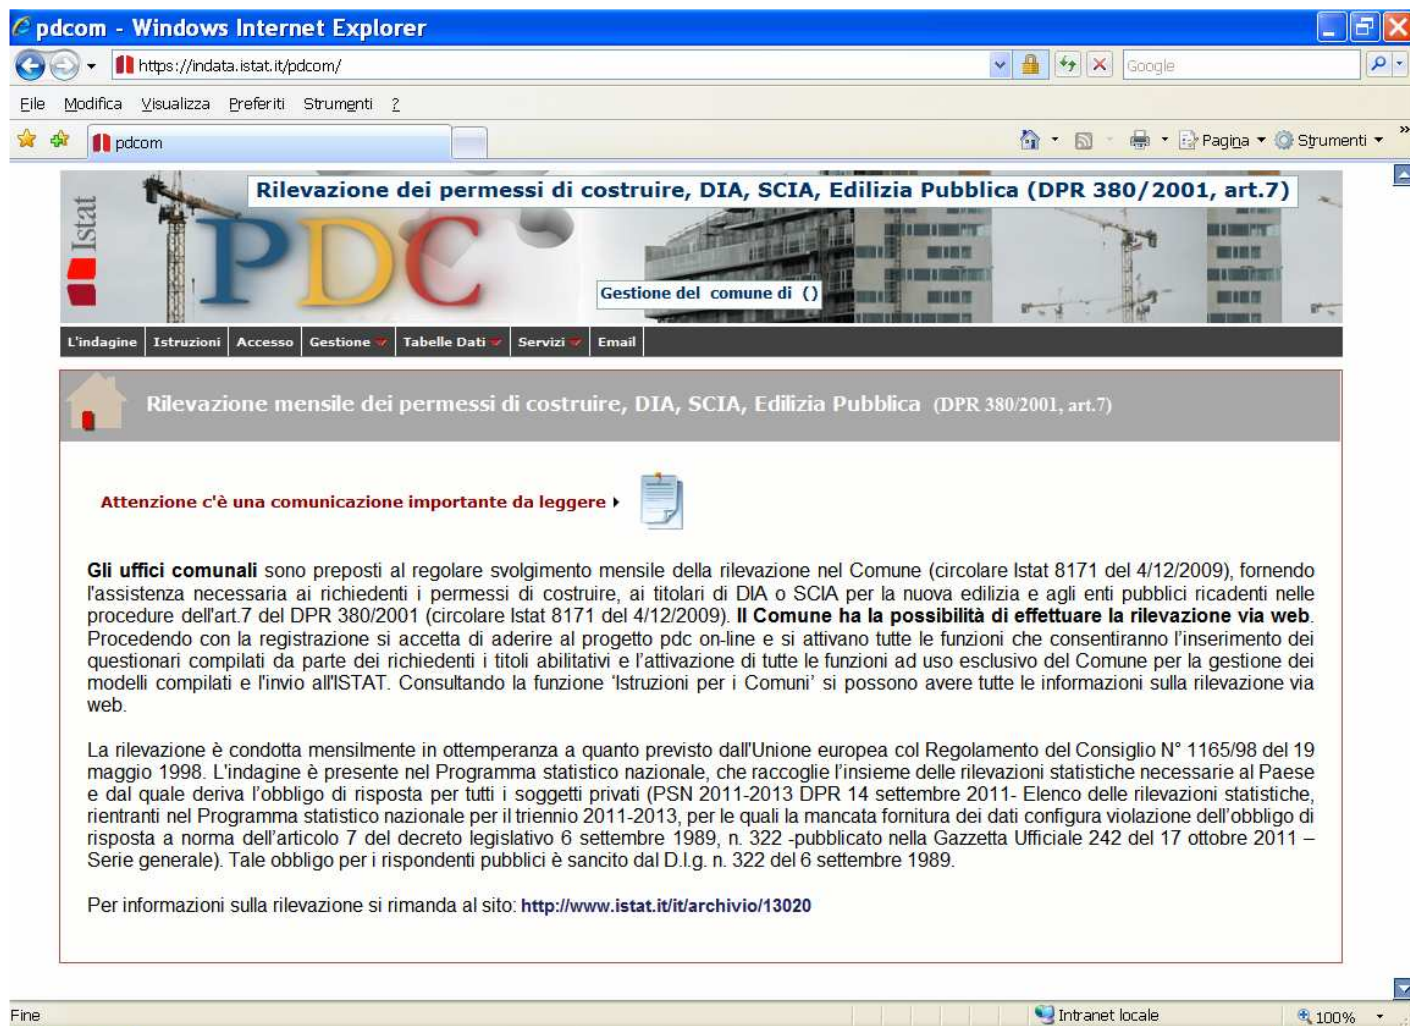 pdcom - Windows Internet Explorer
https://indata.istat.it/pdcom/
Google
File Modifica Visualizza Preferiti Strumenti ?
pdcom
Pagina Strumenti »
Istat
Rilevazione dei permessi di costruire, DIA, SCIA, Edilizia Pubblica (DPR 380/2001, art.7)
PDC
Gestione del comune di ()
L'indagine Istruzioni Accesso Gestione Tabelle Dati Servizi Email
Rilevazione mensile dei permessi di costruire, DIA, SCIA, Edilizia Pubblica (DPR 380/2001, art.7)
Attenzione c'è una comunicazione importante da leggere
Gli uffici comunali sono preposti al regolare svolgimento mensile della rilevazione nel Comune (circolare Istat 8171 del 4/12/2009), fornendo
l'assistenza necessaria ai richiedenti i permessi di costruire, ai titolari di DIA o SCIA per la nuova edilizia e agli enti pubblici ricadenti nelle
procedure dell'art.7 del DPR 380/2001 (circolare Istat 8171 del 4/12/2009). Il Comune ha la possibilità di effettuare la rilevazione via web.
Procedendo con la registrazione si accetta di aderire al progetto pdc on-line e si attivano tutte le funzioni che consentiranno l'inserimento dei
questionari compilati da parte dei richiedenti i titoli abilitativi e l'attivazione di tutte le funzioni ad uso esclusivo del Comune per la gestione dei
modelli compilati e l'invio all'ISTAT. Consultando la funzione 'Istruzioni per i Comuni' si possono avere tutte le informazioni sulla rilevazione via
web.
La rilevazione è condotta mensilmente in ottemperanza a quanto previsto dall'Unione europea col Regolamento del Consiglio N° 1165/98 del 19
maggio 1998. L'indagine è presente nel Programma statistico nazionale, che raccoglie l'insieme delle rilevazioni statistiche necessarie al Paese
e dal quale deriva l'obbligo di risposta per tutti i soggetti privati (PSN 2011-2013 DPR 14 settembre 2011- Elenco delle rilevazioni statistiche,
rientranti nel Programma statistico nazionale per il triennio 2011-2013, per le quali la mancata fornitura dei dati configura violazione dell'obbligo di
risposta a norma dell'articolo 7 del decreto legislativo 6 settembre 1989, n. 322 -pubblicato nella Gazzetta Ufficiale 242 del 17 ottobre 2011 –
Serie generale). Tale obbligo per i rispondenti pubblici è sancito dal D.lg. n. 322 del 6 settembre 1989.
Per informazioni sulla rilevazione si rimanda al sito: http://www.istat.it/it/archivio/13020
Fine Intranet locale 100%